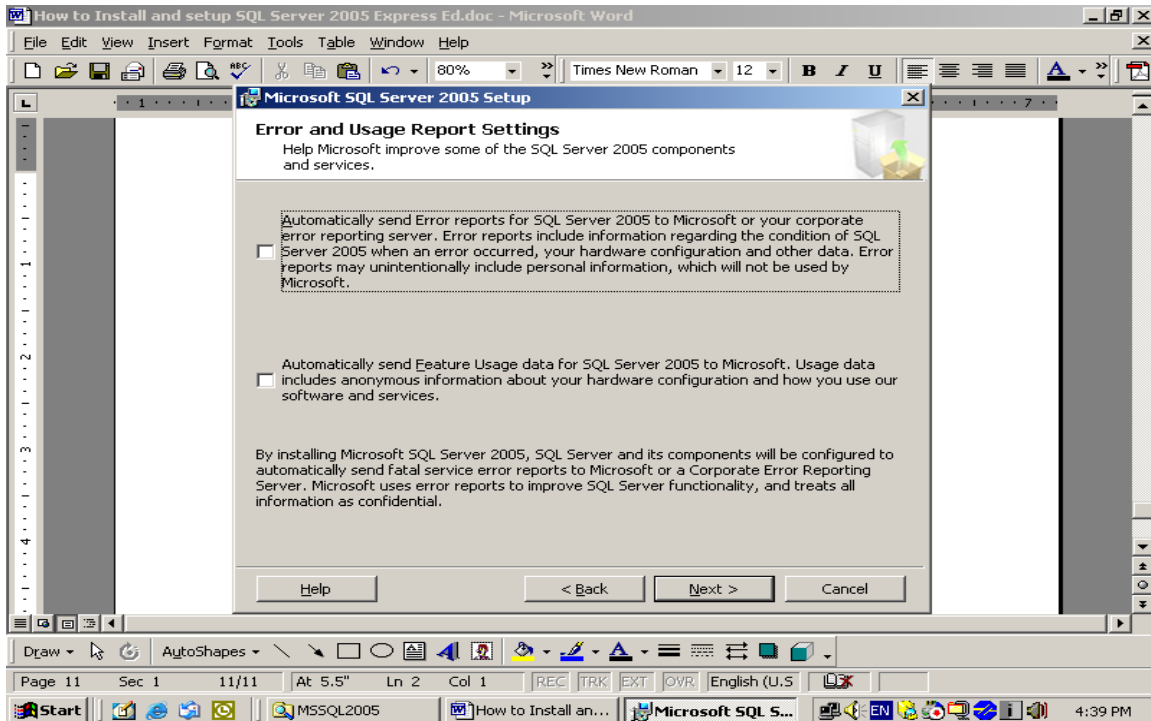 How to Install and setup SQL Server 2005 Express Ed.doc - Microsoft Word
File Edit View Insert Format Tools Table Window Help
80% Times New Roman 12 B I U A
1 7
Microsoft SQL Server 2005 Setup
Error and Usage Report Settings
Help Microsoft improve some of the SQL Server 2005 components
and services.
Automatically send Error reports for SQL Server 2005 to Microsoft or your corporate
error reporting server. Error reports include information regarding the condition of SQL
Server 2005 when an error occurred, your hardware configuration and other data. Error
reports may unintentionally include personal information, which will not be used by
Microsoft.
Automatically send Feature Usage data for SQL Server 2005 to Microsoft. Usage data
includes anonymous information about your hardware configuration and how you use our
software and services.
By installing Microsoft SQL Server 2005, SQL Server and its components will be configured to
automatically send fatal service error reports to Microsoft or a Corporate Error Reporting
Server. Microsoft uses error reports to improve SQL Server functionality, and treats all
information as confidential.
Help < Back Next > Cancel
1
2
3
4
Draw AutoShapes A
Page 11 Sec 1 11/11 At 5.5" Ln 2 Col 1 REC TRK EXT OVR English (U.S
Start MSSQL2005 How to Install an... Microsoft SQL S... EN 4:39 PM